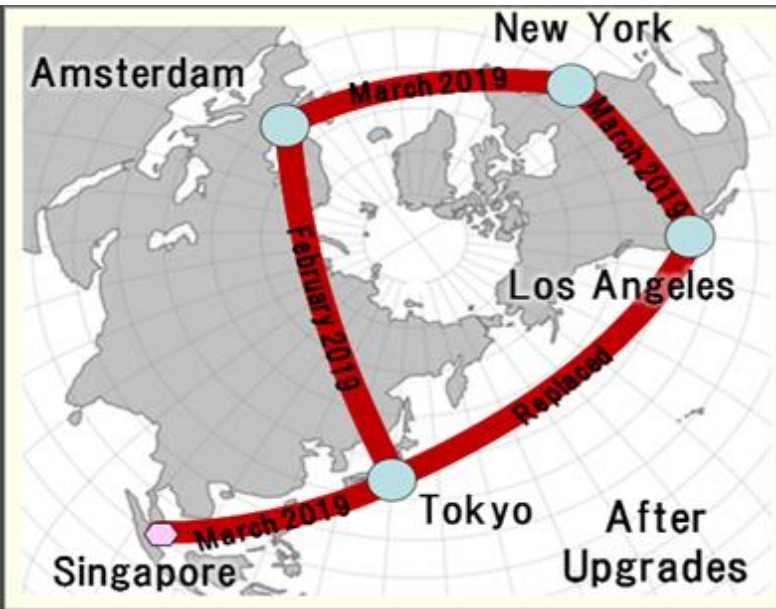 New York
Amsterdam
March 2019
March 2019
February 2019
Los Angeles
Replaced
Tokyo
March 2019
Singapore
After
Upgrades